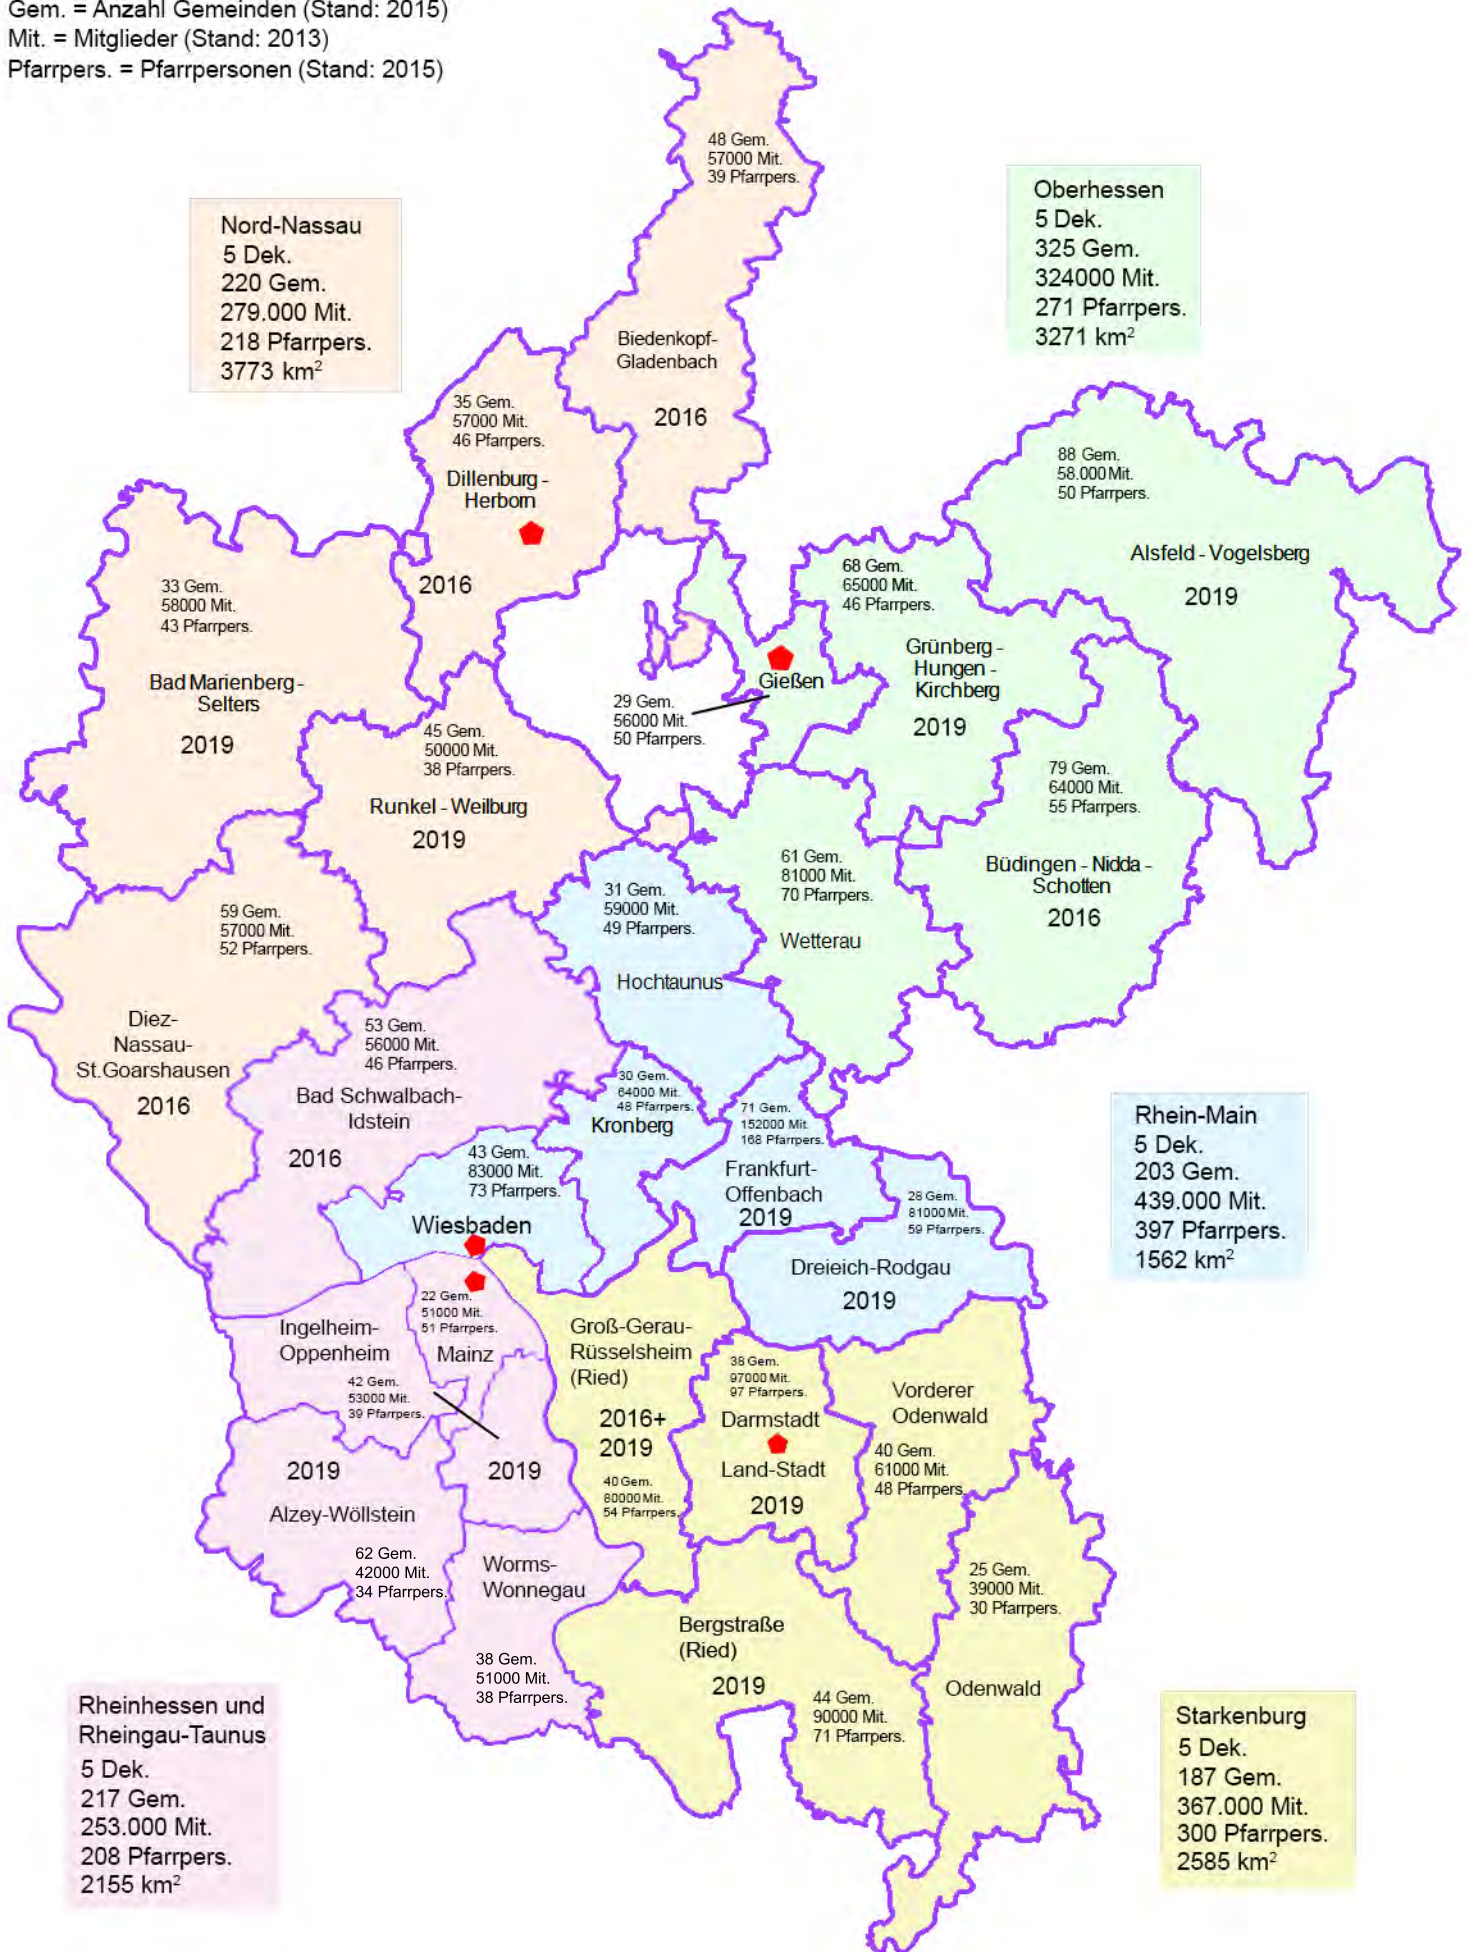 Gem. = Anzahl Gemeinden (Stand: 2015)
Mit. = Mitglieder (Stand: 2013)
Pfarrpers. = Pfarrpersonen (Stand: 2015)
48 Gem.
57000 Mit.
39 Pfarrpers.
Nord-Nassau
5 Dek.
220 Gem.
279.000 Mit.
218 Pfarrpers.
3773 km²
Oberhessen
5 Dek.
325 Gem.
324000 Mit.
271 Pfarrpers.
3271 km²
Biedenkopf-
Gladenbach
2016
35 Gem.
57000 Mit.
46 Pfarrpers.
Dillenburg -
Herborn
2016
88 Gem.
58.000 Mit.
50 Pfarrpers.
Alsfeld - Vogelsberg
2019
33 Gem.
58000 Mit.
43 Pfarrpers.
Bad Marienberg -
Selters
2019
68 Gem.
65000 Mit.
46 Pfarrpers.
Grünberg -
Hungen -
Kirchberg
2019
Gießen
29 Gem.
56000 Mit.
50 Pfarrpers.
45 Gem.
50000 Mit.
38 Pfarrpers.
Runkel - Weilburg
2019
79 Gem.
64000 Mit.
55 Pfarrpers.
Büdingen - Nidda -
Schotten
2016
61 Gem.
81000 Mit.
70 Pfarrpers.
Wetterau
31 Gem.
59000 Mit.
49 Pfarrpers.
Hochtaunus
59 Gem.
57000 Mit.
52 Pfarrpers.
Diez-
Nassau-
St.Goarshausen
2016
53 Gem.
56000 Mit.
46 Pfarrpers.
Bad Schwalbach-
Idstein
2016
30 Gem.
64000 Mit.
48 Pfarrpers.
Kronberg
71 Gem.
152000 Mit.
168 Pfarrpers.
Frankfurt-
Offenbach
2019
Rhein-Main
5 Dek.
203 Gem.
439.000 Mit.
397 Pfarrpers.
1562 km²
43 Gem.
83000 Mit.
73 Pfarrpers.
Wiesbaden
28 Gem.
81000 Mit.
59 Pfarrpers.
Dreieich-Rodgau
2019
22 Gem.
51000 Mit.
51 Pfarrpers.
Mainz
Ingelheim-
Oppenheim
42 Gem.
53000 Mit.
39 Pfarrpers.
2019
Groß-Gerau-
Rüsselsheim
(Ried)
2016+
2019
40 Gem.
80000 Mit.
54 Pfarrpers.
38 Gem.
97000 Mit.
97 Pfarrpers.
Darmstadt
Land-Stadt
2019
Vorderer
Odenwald
40 Gem.
61000 Mit.
48 Pfarrpers.
2019
Alzey-Wöllstein
62 Gem.
42000 Mit.
34 Pfarrpers.
Worms-
Wonnegau
38 Gem.
51000 Mit.
38 Pfarrpers.
25 Gem.
39000 Mit.
30 Pfarrpers.
Odenwald
Bergstraße
(Ried)
2019
44 Gem.
90000 Mit.
71 Pfarrpers.
Rheinhessen und
Rheingau-Taunus
5 Dek.
217 Gem.
253.000 Mit.
208 Pfarrpers.
2155 km²
Starkenburg
5 Dek.
187 Gem.
367.000 Mit.
300 Pfarrpers.
2585 km²